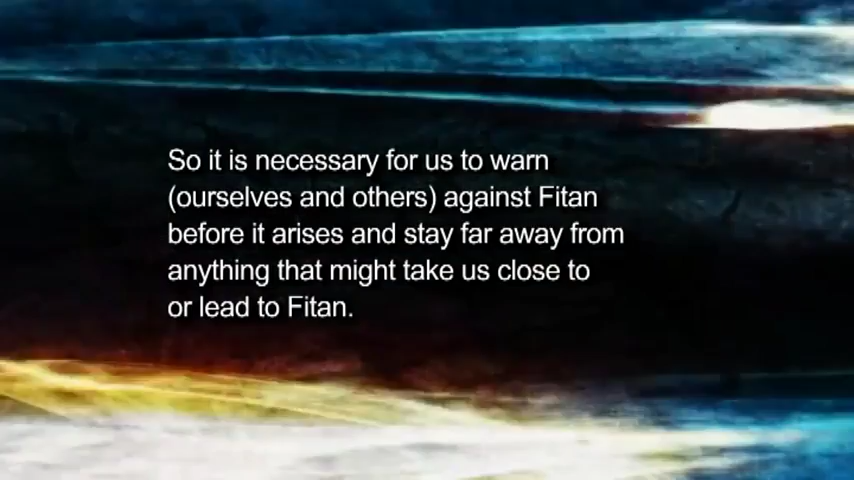 So it is necessary for us to warn
(ourselves and others) against Fitan
before it arises and stay far away from
anything that might take us close to
or lead to Fitan.